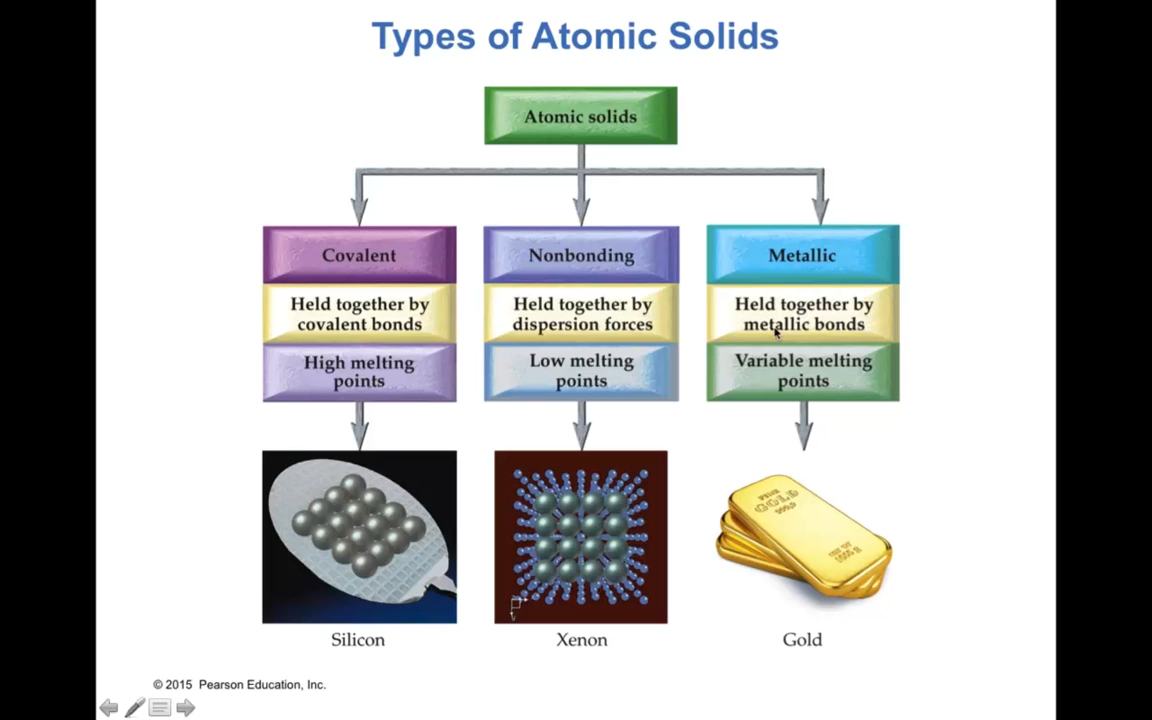 Types of Atomic Solids
Atomic solids
Covalent
Held together by
covalent bonds
High melting
points
Silicon
Nonbonding
Held together by
dispersion forces
Low melting
points
Xenon
Metallic
Held together by
metallic bonds
Variable melting
points
GOLD
Gold
© 2015 Pearson Education, Inc.